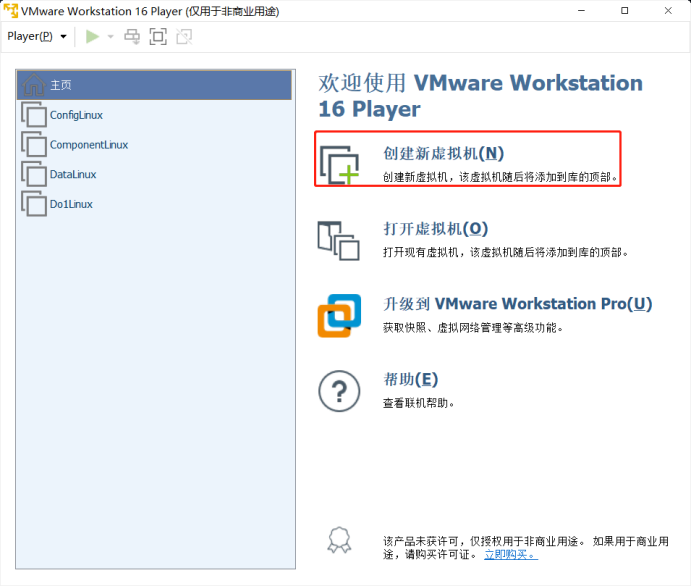 VMware Workstation 16 Player (仅用于非商业用途)
Player(P)
主页
ConfigLinux
ComponentLinux
DataLinux
Do1Linux
欢迎使用 VMware Workstation
16 Player
创建新虚拟机(N)
创建新虚拟机，该虚拟机随后将添加到库的顶部。
打开虚拟机(O)
打开现有虚拟机，该虚拟机随后将添加到库的顶部。
升级到 VMware Workstation Pro(U)
获取快照、虚拟网络管理等高级功能。
帮助(E)
查看联机帮助。
该产品未获许可，仅授权用于非商业用途。 如果用于商业用
途，请购买许可证。 立即购买。